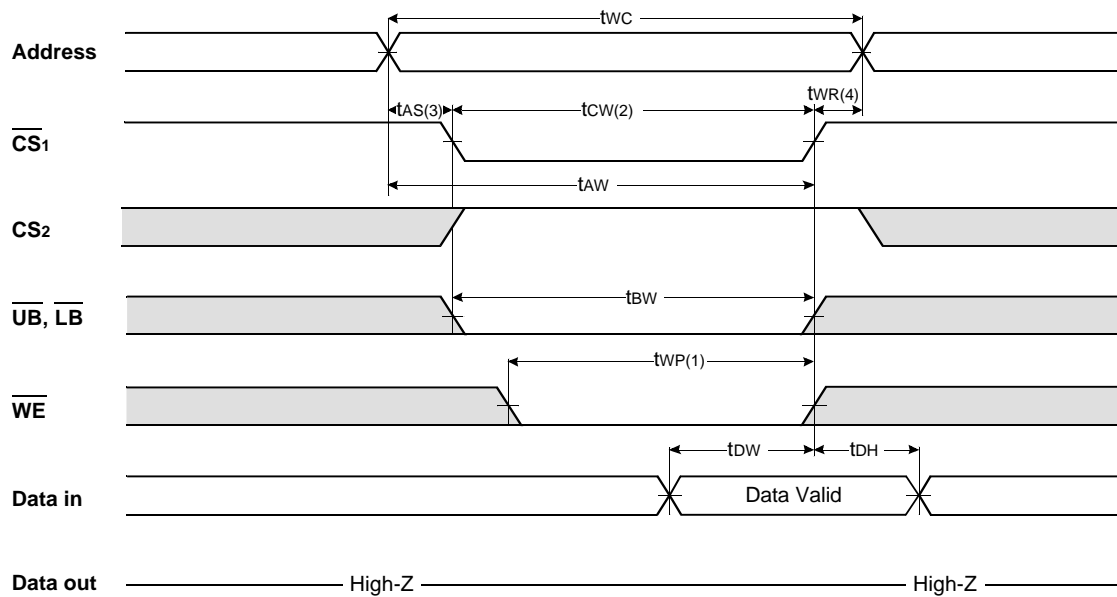 tWC
Address
tAS(3) tCW(2) tWR(4)
CS1
tAW
CS2
tBW
UB, LB
tWP(1)
WE
tDW tDH
Data in Data Valid
Data out High-Z High-Z